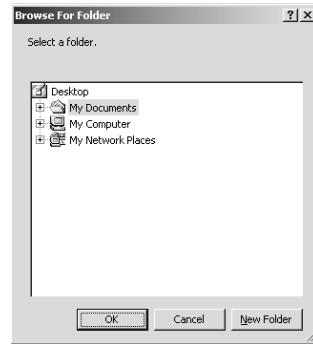 Browse For Folder
Select a folder.
Desktop
My Documents
My Computer
My Network Places
OK Cancel New Folder